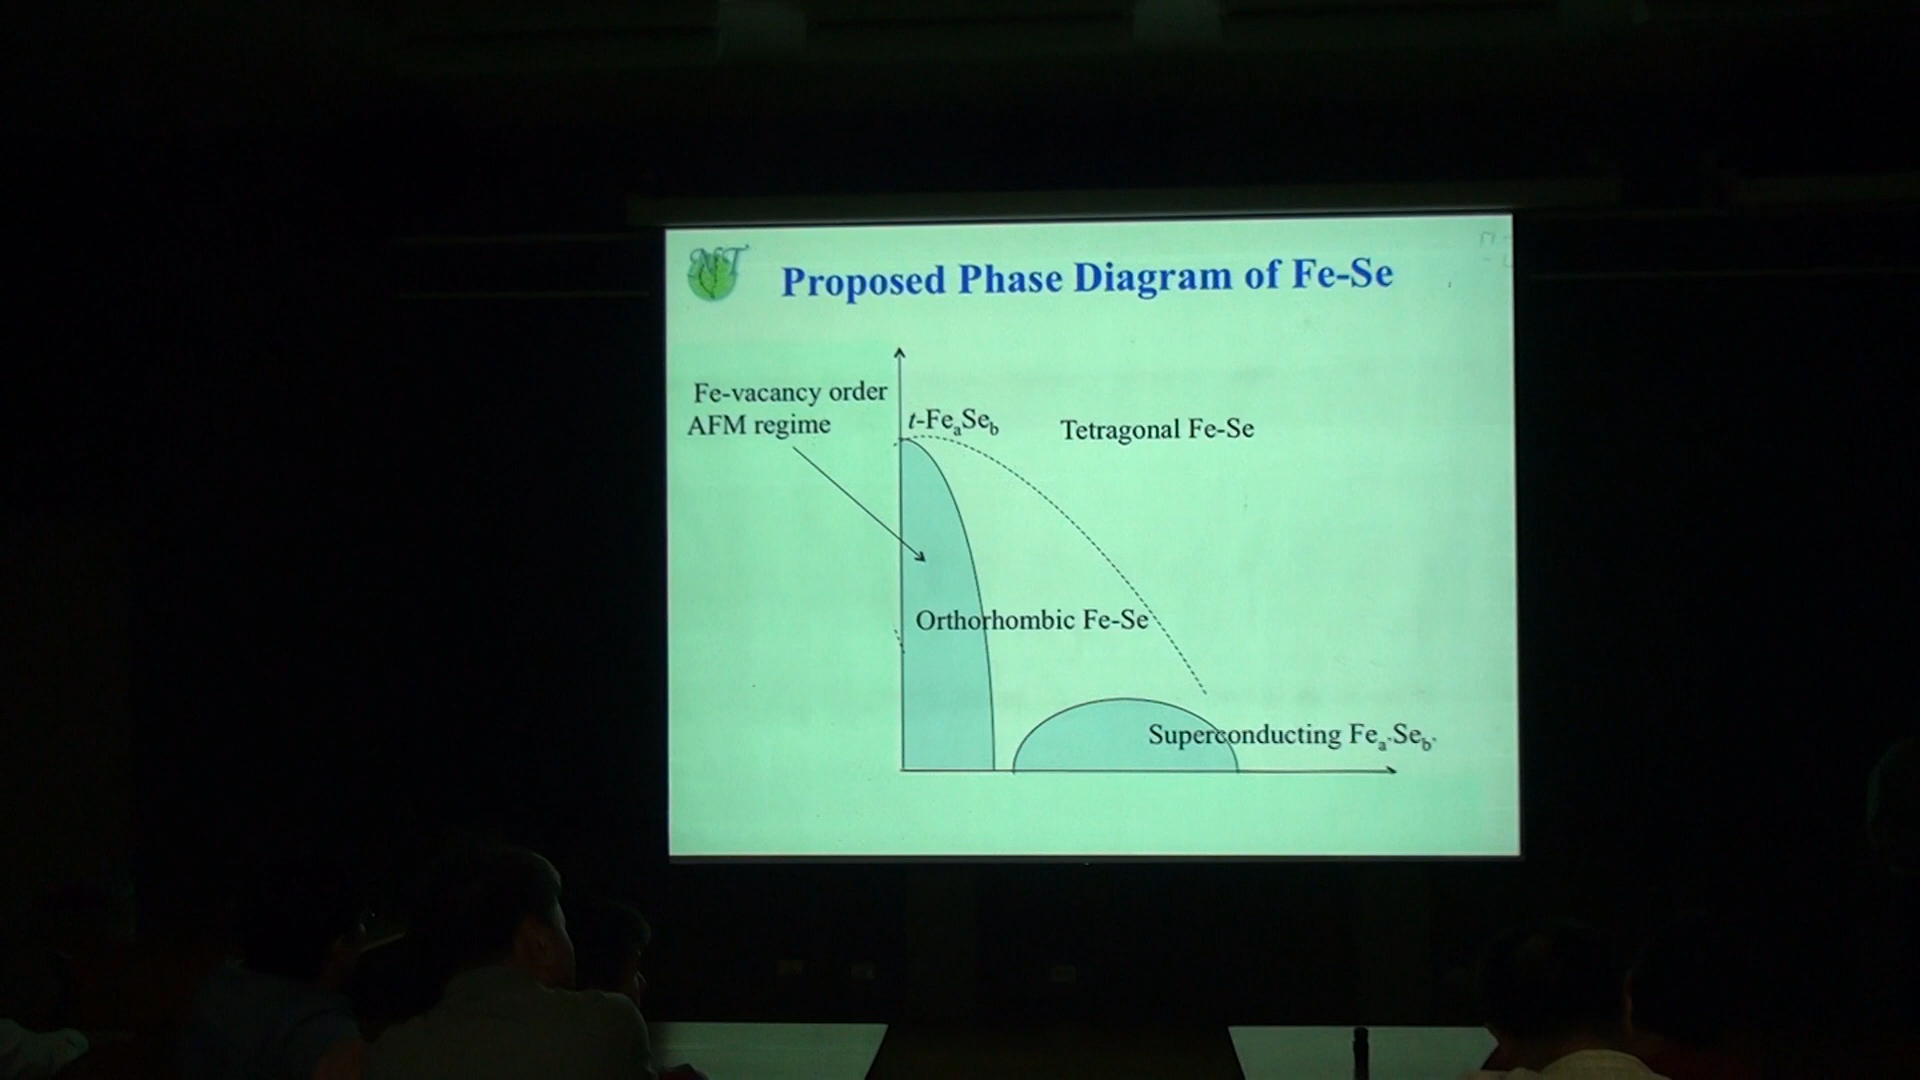 NT
Proposed Phase Diagram of Fe-Se
Fe-vacancy order
AFM regime
t-FeaSeb
Tetragonal Fe-Se
Orthorhombic Fe-Se
Superconducting Fea'Seb'